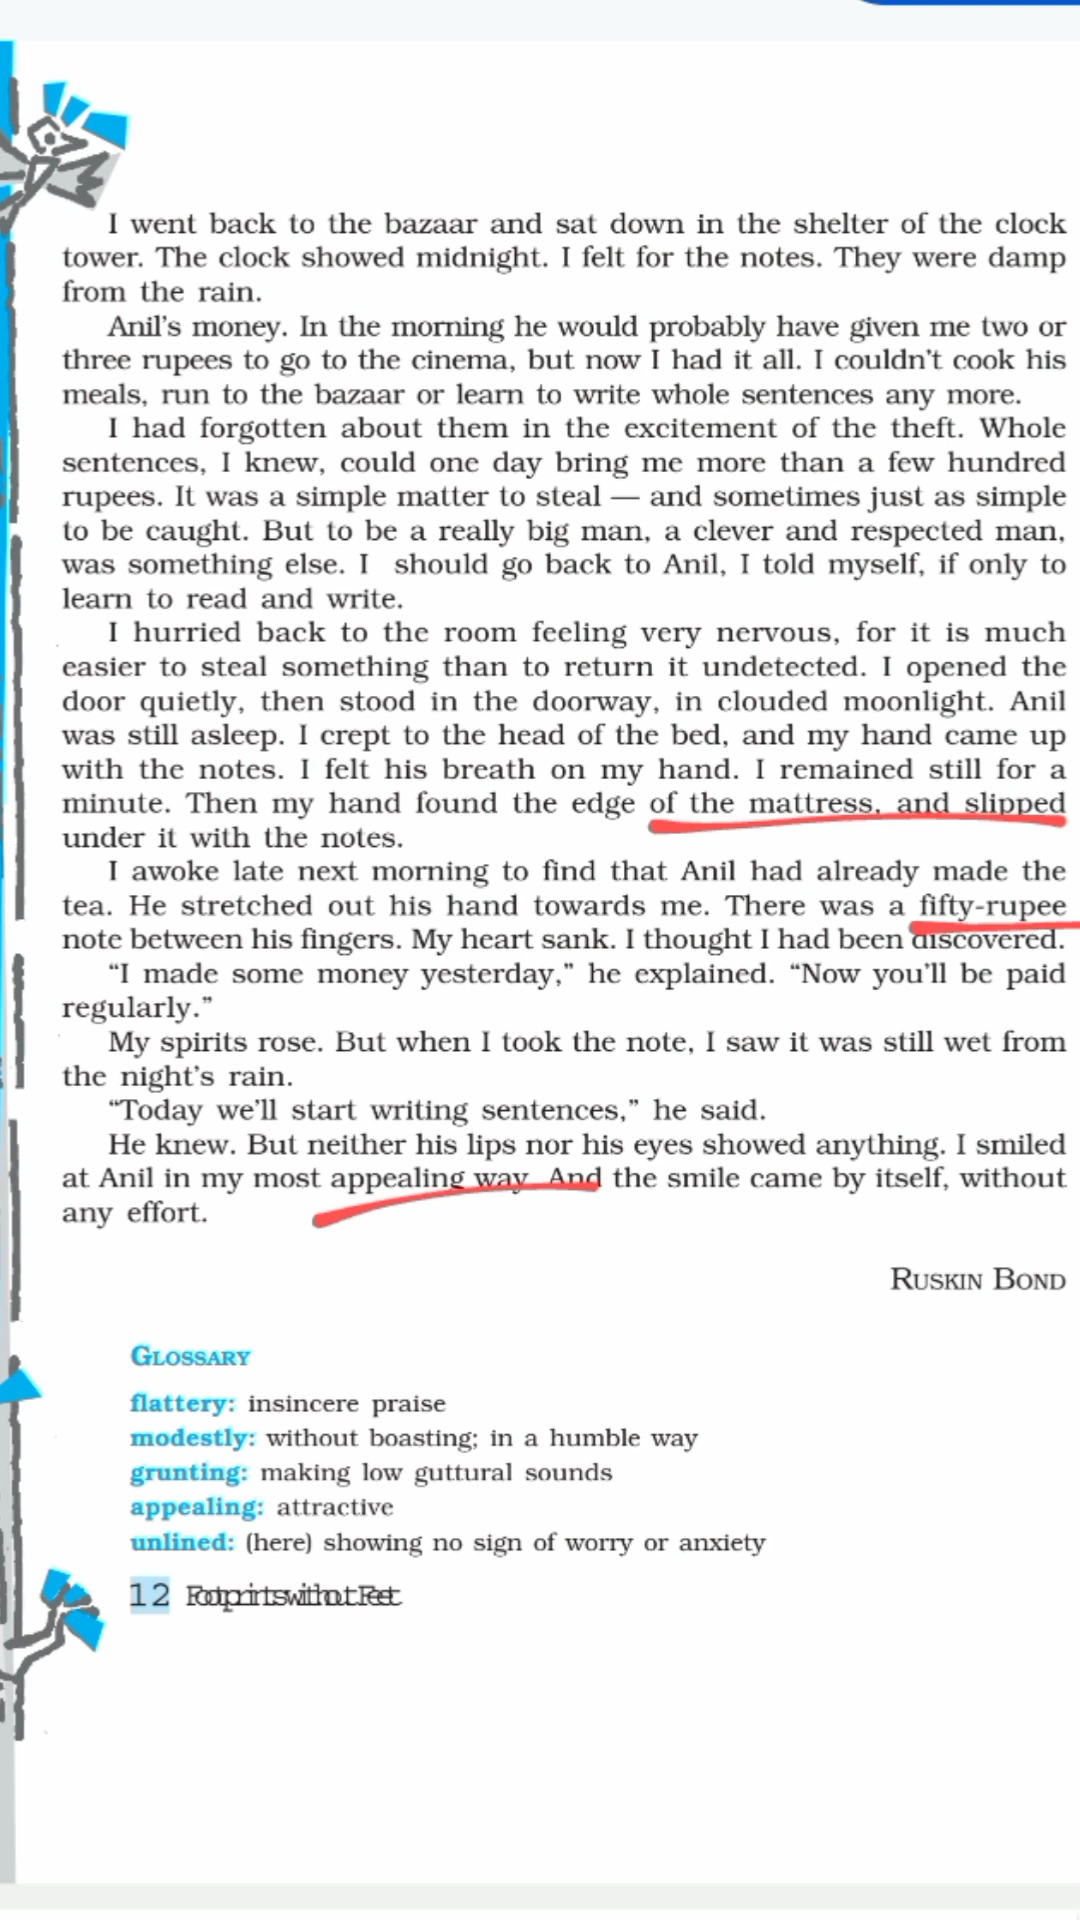 I went back to the bazaar and sat down in the shelter of the clock
tower. The clock showed midnight. I felt for the notes. They were damp
from the rain.
Anil's money. In the morning he would probably have given me two or
three rupees to go to the cinema, but now I had it all. I couldn't cook his
meals, run to the bazaar or learn to write whole sentences any more.
I had forgotten about them in the excitement of the theft. Whole
sentences, I knew, could one day bring me more than a few hundred
rupees. It was a simple matter to steal — and sometimes just as simple
to be caught. But to be a really big man, a clever and respected man,
was something else. I should go back to Anil, I told myself, if only to
learn to read and write.
I hurried back to the room feeling very nervous, for it is much
easier to steal something than to return it undetected. I opened the
door quietly, then stood in the doorway, in clouded moonlight. Anil
was still asleep. I crept to the head of the bed, and my hand came up
with the notes. I felt his breath on my hand. I remained still for a
minute. Then my hand found the edge of the mattress, and slipped
under it with the notes.
I awoke late next morning to find that Anil had already made the
tea. He stretched out his hand towards me. There was a fifty-rupee
note between his fingers. My heart sank. I thought I had been discovered.
“I made some money yesterday,” he explained. “Now you'll be paid
regularly.”
My spirits rose. But when I took the note, I saw it was still wet from
the night's rain.
“Today we'll start writing sentences,” he said.
He knew. But neither his lips nor his eyes showed anything. I smiled
at Anil in my most appealing way. And the smile came by itself, without
any effort.
RUSKIN BOND
GLOSSARY
flattery: insincere praise
modestly: without boasting; in a humble way
grunting: making low guttural sounds
appealing: attractive
unlined: (here) showing no sign of worry or anxiety
12 Footprints without Feet